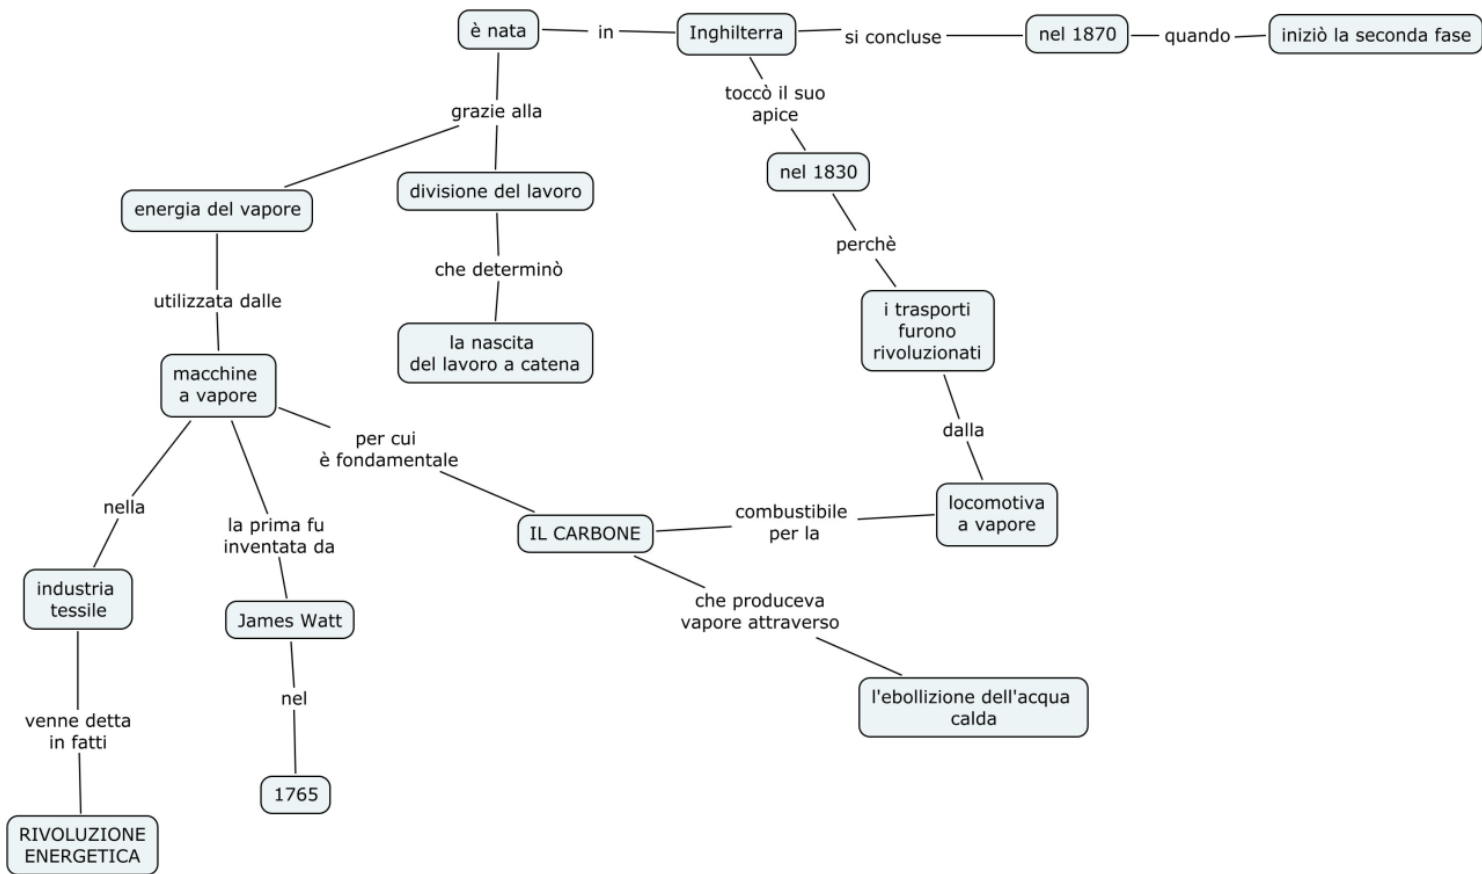 è nata
in
Inghilterra
si concluse
nel 1870
quando
iniziò la seconda fase
toccò il suo
apice
grazie alla
nel 1830
divisione del lavoro
energia del vapore
perchè
che determinò
utilizzata dalle
i trasporti
furono
rivoluzionati
la nascita
del lavoro a catena
macchine
a vapore
dalla
per cui
è fondamentale
nella
la prima fu
inventata da
IL CARBONE
combustibile
per la
locomotiva
a vapore
industria
tessile
James Watt
che produceva
vapore attraverso
nel
l'ebollizione dell'acqua
calda
venne detta
in fatti
1765
RIVOLUZIONE
ENERGETICA